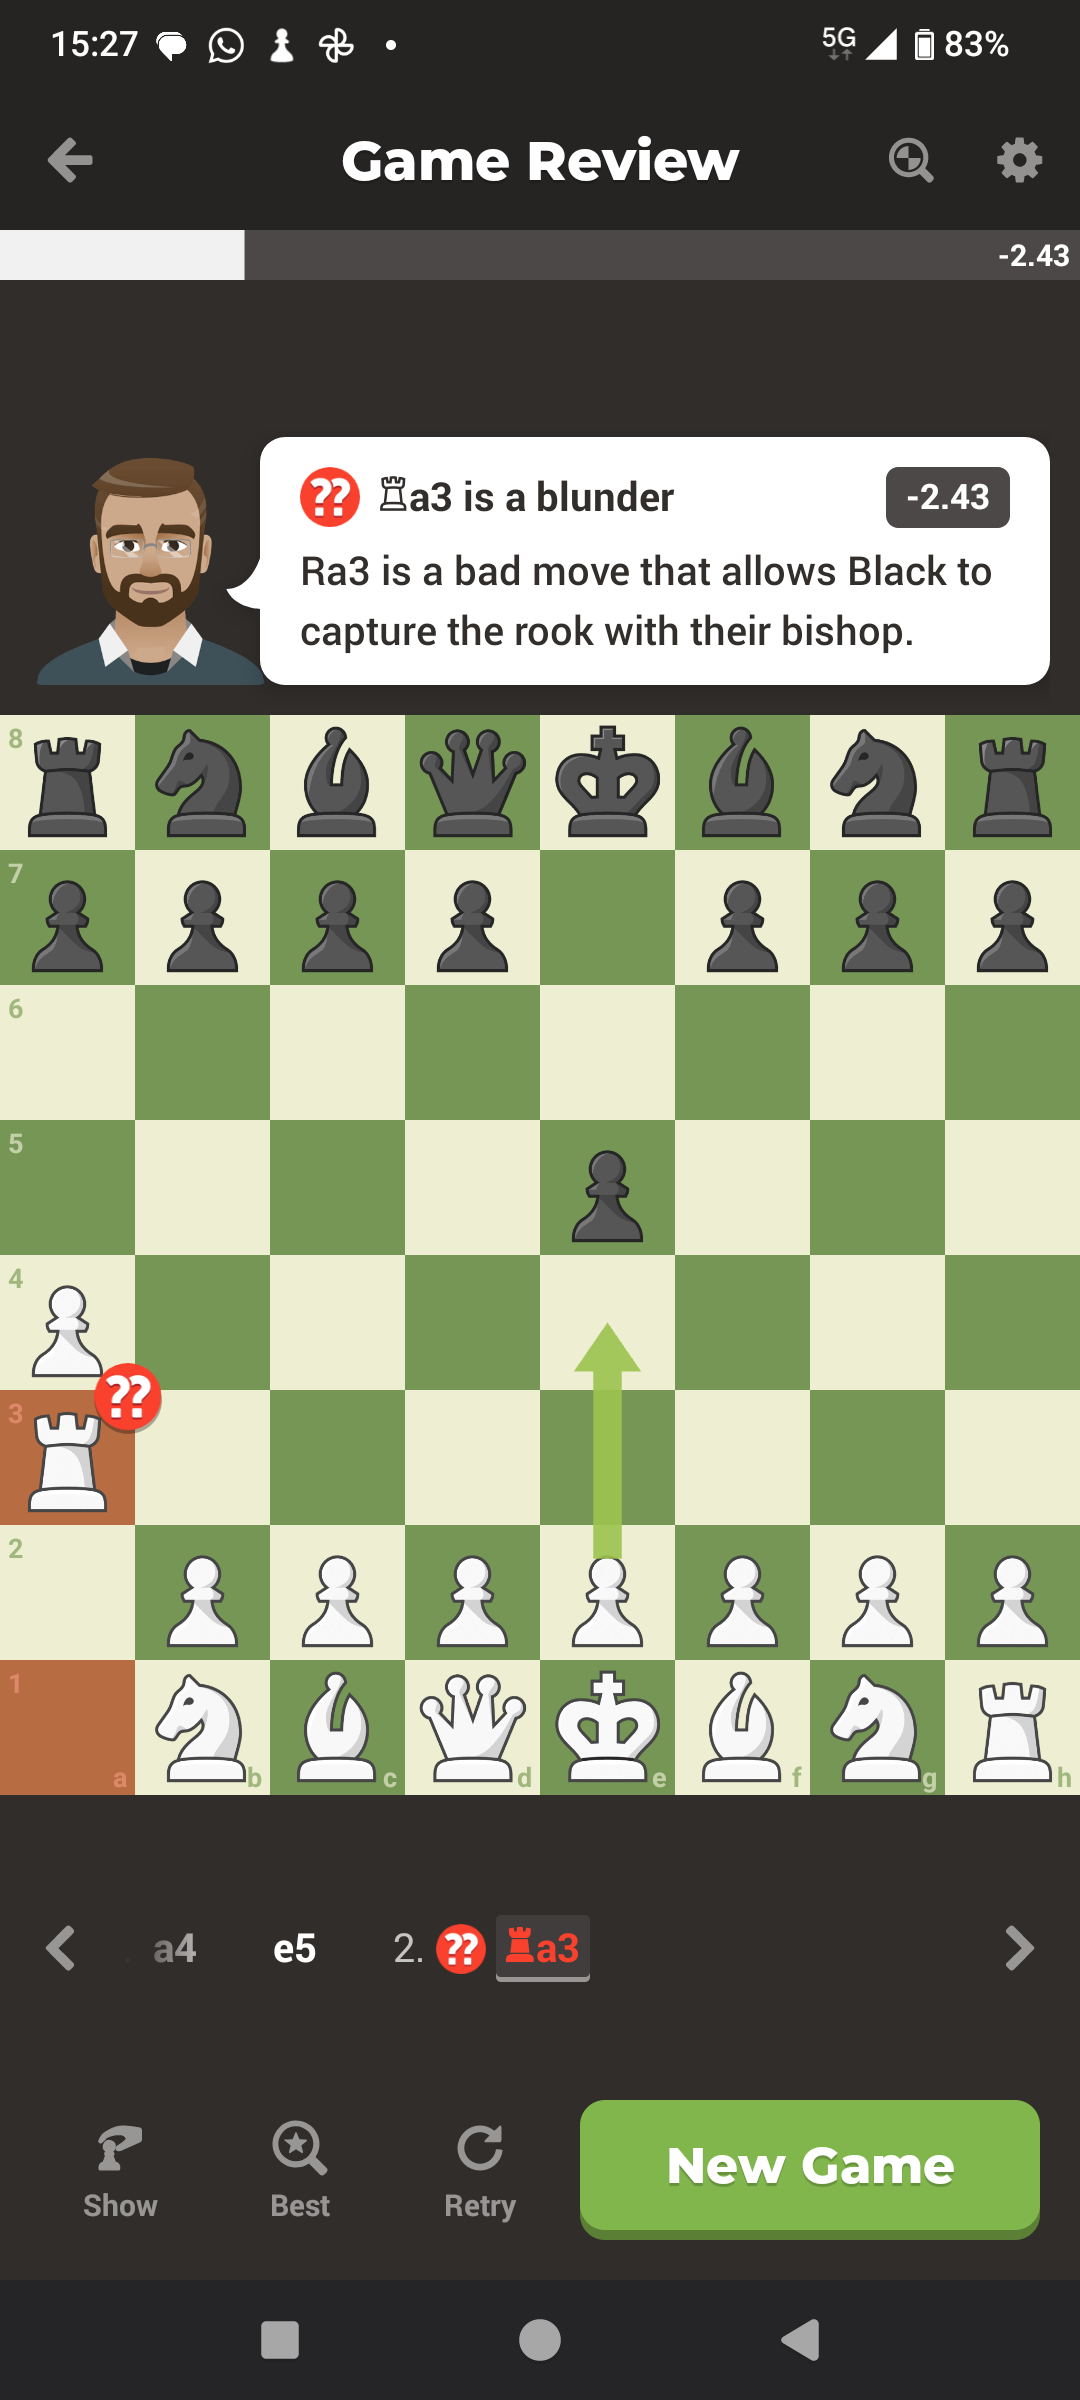 15:27 5G 83%
Game Review
-2.43
?? ♖a3 is a blunder -2.43
Ra3 is a bad move that allows Black to
capture the rook with their bishop.
8
7
6
5
4
??
3
2
1
a b c d e f g h
a4 e5 2. ?? ♜a3
Show Best Retry New Game